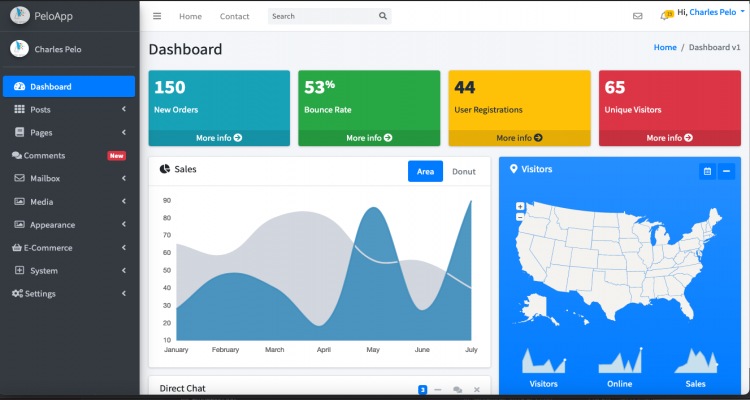 PeloApp
Home Contact Search
Hi, Charles Pelo
Charles Pelo
Dashboard
Posts
Pages
Comments New
Mailbox
Media
Appearance
E-Commerce
System
Settings
Dashboard
Home / Dashboard v1
150
New Orders
More info
53%
Bounce Rate
More info
44
User Registrations
More info
65
Unique Visitors
More info
Sales
Area Donut
90
80
70
60
50
40
30
20
10
January February March April May June July
Visitors
+
−
Visitors Online Sales
Direct Chat
3